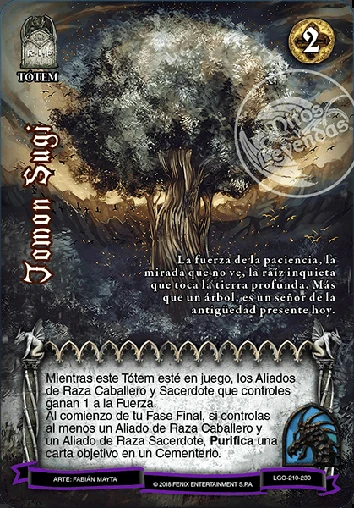 TÓTEM
2
Mitos y
Leyendas
Jomon Sugi
La fuerza de la paciencia, la
mirada que no ve, la raíz inquieta
que toca la tierra profunda. Más
que un árbol, es un señor de la
antigüedad presente hoy.
Mientras este Tótem esté en juego, los Aliados
de Raza Caballero y Sacerdote que controles
ganan 1 a la Fuerza.
Al comienzo de tu Fase Final, si controlas
al menos un Aliado de Raza Caballero y
un Aliado de Raza Sacerdote, Purifica una
carta objetivo en un Cementerio.
ARTE: FABIÁN MAYTA
© 2018 FENIX ENTERTAINMENT S.P.A.